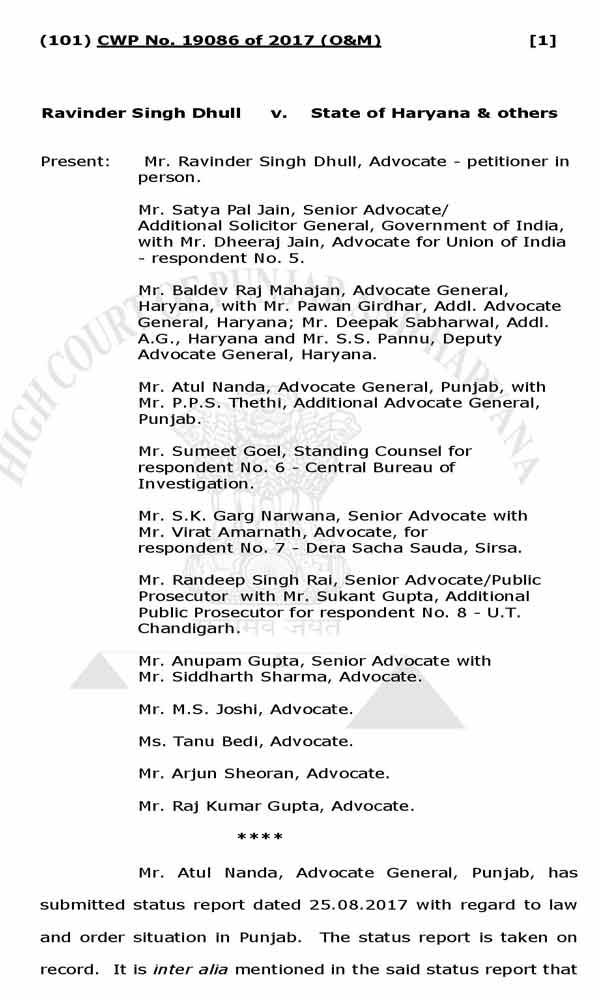 (101) CWP No. 19086 of 2017 (O&M) [1]
Ravinder Singh Dhull v. State of Haryana & others
Present: Mr. Ravinder Singh Dhull, Advocate - petitioner in
person.
Mr. Satya Pal Jain, Senior Advocate/
Additional Solicitor General, Government of India,
with Mr. Dheeraj Jain, Advocate for Union of India
- respondent No. 5.
Mr. Baldev Raj Mahajan, Advocate General,
Haryana, with Mr. Pawan Girdhar, Addl. Advocate
General, Haryana; Mr. Deepak Sabharwal, Addl.
A.G., Haryana and Mr. S.S. Pannu, Deputy
Advocate General, Haryana.
Mr. Atul Nanda, Advocate General, Punjab, with
Mr. P.P.S. Thethi, Additional Advocate General,
Punjab.
Mr. Sumeet Goel, Standing Counsel for
respondent No. 6 - Central Bureau of
Investigation.
Mr. S.K. Garg Narwana, Senior Advocate with
Mr. Virat Amarnath, Advocate, for
respondent No. 7 - Dera Sacha Sauda, Sirsa.
Mr. Randeep Singh Rai, Senior Advocate/Public
Prosecutor with Mr. Sukant Gupta, Additional
Public Prosecutor for respondent No. 8 - U.T.
Chandigarh.
Mr. Anupam Gupta, Senior Advocate with
Mr. Siddharth Sharma, Advocate.
Mr. M.S. Joshi, Advocate.
Ms. Tanu Bedi, Advocate.
Mr. Arjun Sheoran, Advocate.
Mr. Raj Kumar Gupta, Advocate.
****
Mr. Atul Nanda, Advocate General, Punjab, has
submitted status report dated 25.08.2017 with regard to law
and order situation in Punjab. The status report is taken on
record. It is inter alia mentioned in the said status report that
HIGH COURT OF PUNJAB AND HARYANA
जयते